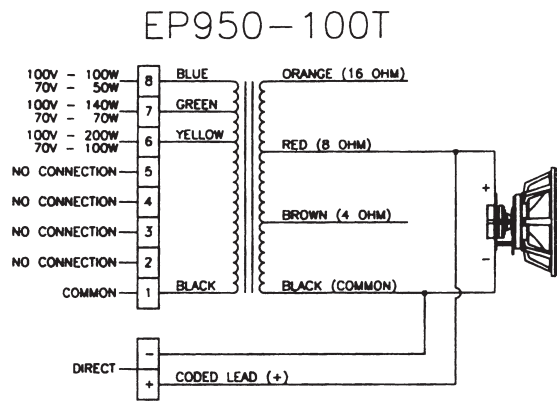 EP950-100T
100V - 100W
70V - 50W
8 BLUE ORANGE (16 OHM)
100V - 140W
70V - 70W
7 GREEN
100V - 200W
70V - 100W
6 YELLOW
RED (8 OHM)
NO CONNECTION 5
+
NO CONNECTION 4
BROWN (4 OHM)
NO CONNECTION 3
NO CONNECTION 2
-
COMMON 1 BLACK BLACK (COMMON)
-
DIRECT
+ CODED LEAD (+)